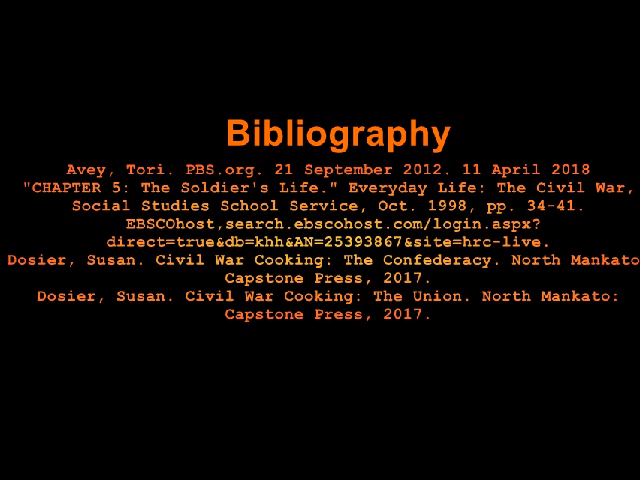 Bibliography
Avey, Tori. PBS.org. 21 September 2012. 11 April 2018
"CHAPTER 5: The Soldier's Life." Everyday Life: The Civil War,
Social Studies School Service, Oct. 1998, pp. 34-41.
EBSCOhost,search.ebscohost.com/login.aspx?
direct=true&db=khh&AN=25393867&site=hrc-live.
Dosier, Susan. Civil War Cooking: The Confederacy. North Mankato
Capstone Press, 2017.
Dosier, Susan. Civil War Cooking: The Union. North Mankato:
Capstone Press, 2017.